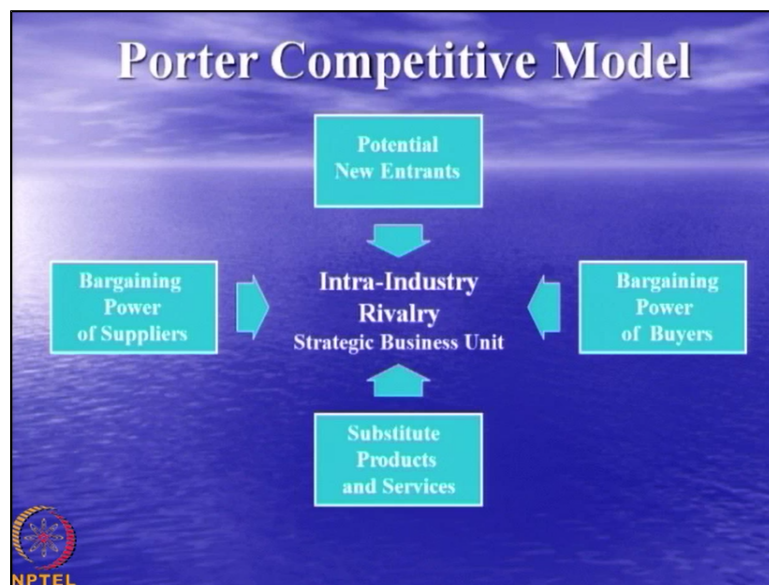 Porter Competitive Model
Potential
New Entrants
Bargaining
Power
of Suppliers
Intra-Industry
Rivalry
Strategic Business Unit
Bargaining
Power
of Buyers
Substitute
Products
and Services
NPTEL